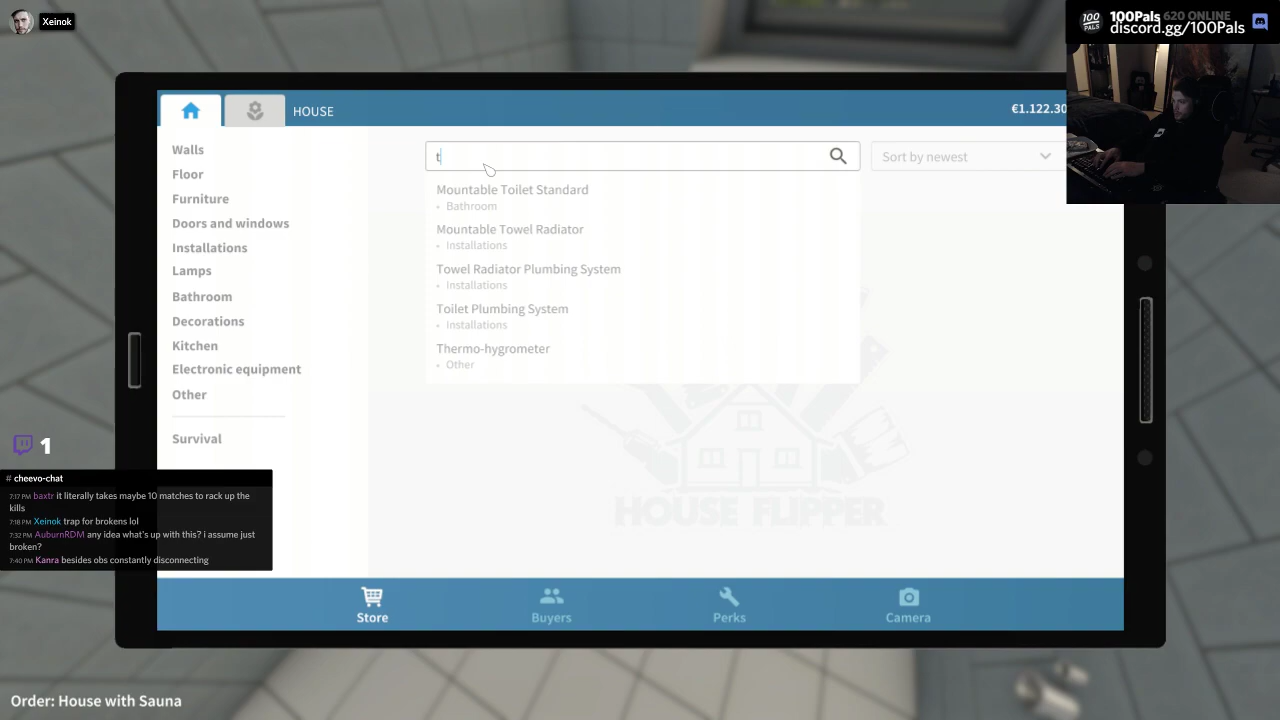 Xeinok
100 PALS
100Pals 620 ONLINE
discord.gg/100Pals
HOUSE
€1.122.30
Walls
Floor
Furniture
Doors and windows
Installations
Lamps
Bathroom
Decorations
Kitchen
Electronic equipment
Other
Survival
t
Sort by newest
Mountable Toilet Standard
• Bathroom
Mountable Towel Radiator
• Installations
Towel Radiator Plumbing System
• Installations
Toilet Plumbing System
• Installations
Thermo-hygrometer
• Other
HOUSE FLIPPER
1
# cheevo-chat
7:17 PM baxtr it literally takes maybe 10 matches to rack up the
kills
7:18 PM Xeinok trap for brokens lol
7:32 PM AuburnRDM any idea what's up with this? i assume just
broken?
7:40 PM Kanra besides obs constantly disconnecting
Store
Buyers
Perks
Camera
Order: House with Sauna